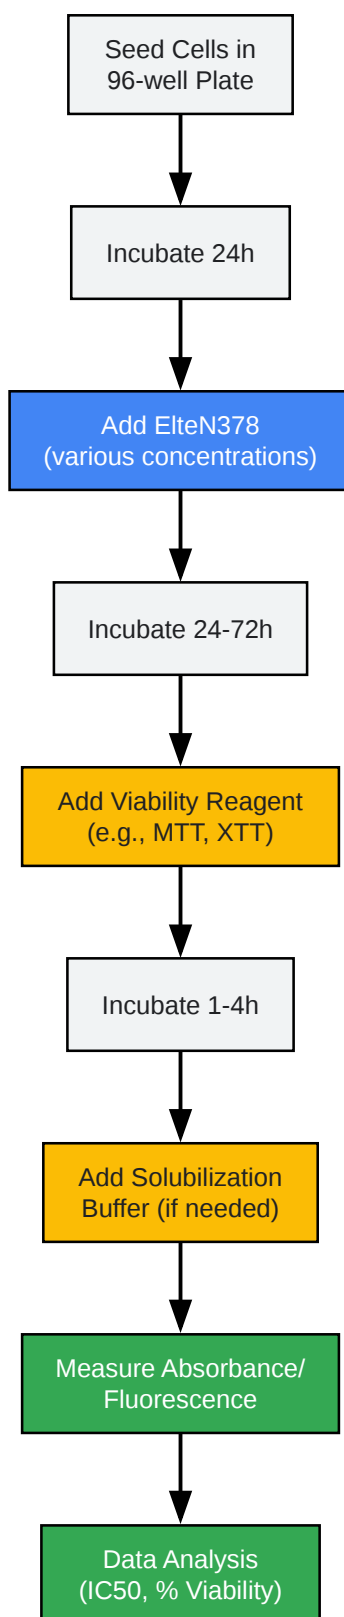 Seed Cells in
96-well Plate
Incubate 24h
Add ElteN378
(various concentrations)
Incubate 24-72h
Add Viability Reagent
(e.g., MTT, XTT)
Incubate 1-4h
Add Solubilization
Buffer (if needed)
Measure Absorbance/
Fluorescence
Data Analysis
(IC50, % Viability)